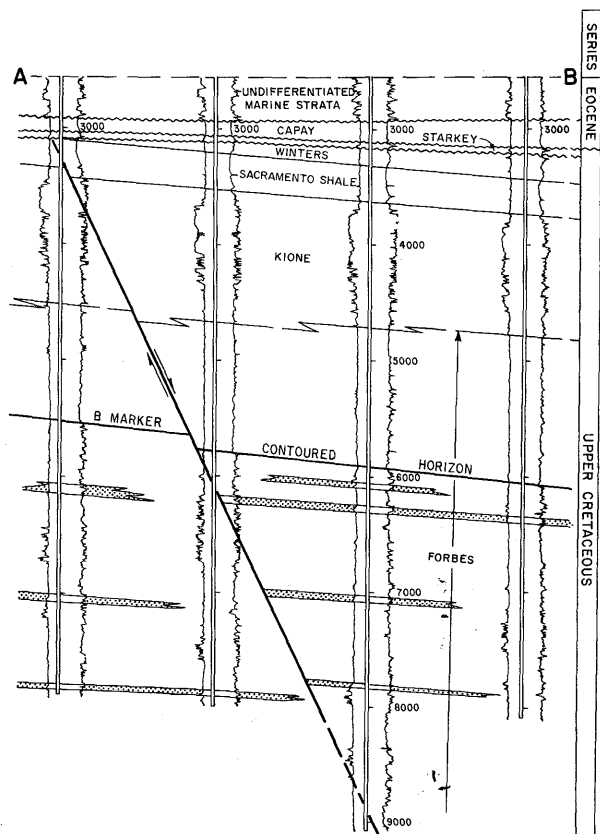 A
B
SERIES
EOCENE
UPPER CRETACEOUS
UNDIFFERENTIATED
MARINE STRATA
3000
CAPAY
3000
3000
STARKEY
3000
WINTERS
SACRAMENTO SHALE
4000
KIONE
5000
B MARKER
CONTOURED
HORIZON
6000
FORBES
7000
8000
9000